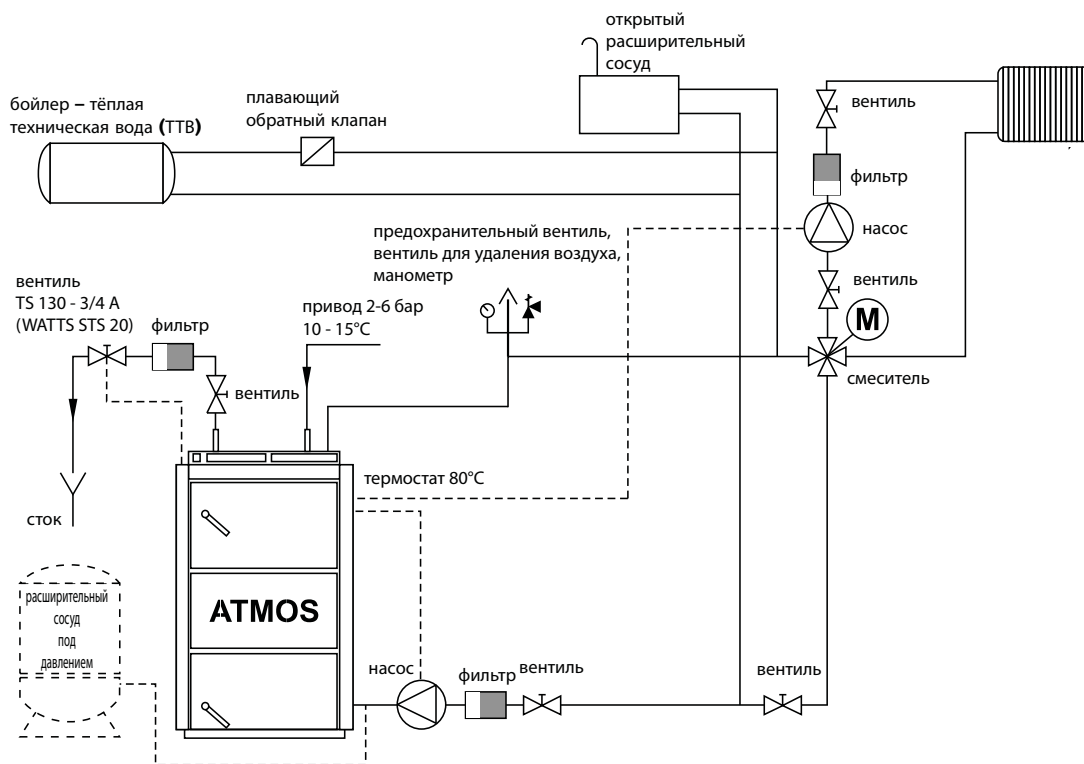 открытый
расширительный
сосуд
бойлер – тёплая
техническая вода (ТТВ)
плавающий
обратный клапан
вентиль
фильтр
насос
вентиль
M
смеситель
предохранительный вентиль,
вентиль для удаления воздуха,
манометр
вентиль
TS 130 - 3/4 A
(WATTS STS 20)
фильтр
привод 2-6 бар
10 - 15°C
вентиль
термостат 80°C
сток
расширительный
сосуд
под
давлением
ATMOS
насос
фильтр
вентиль
вентиль